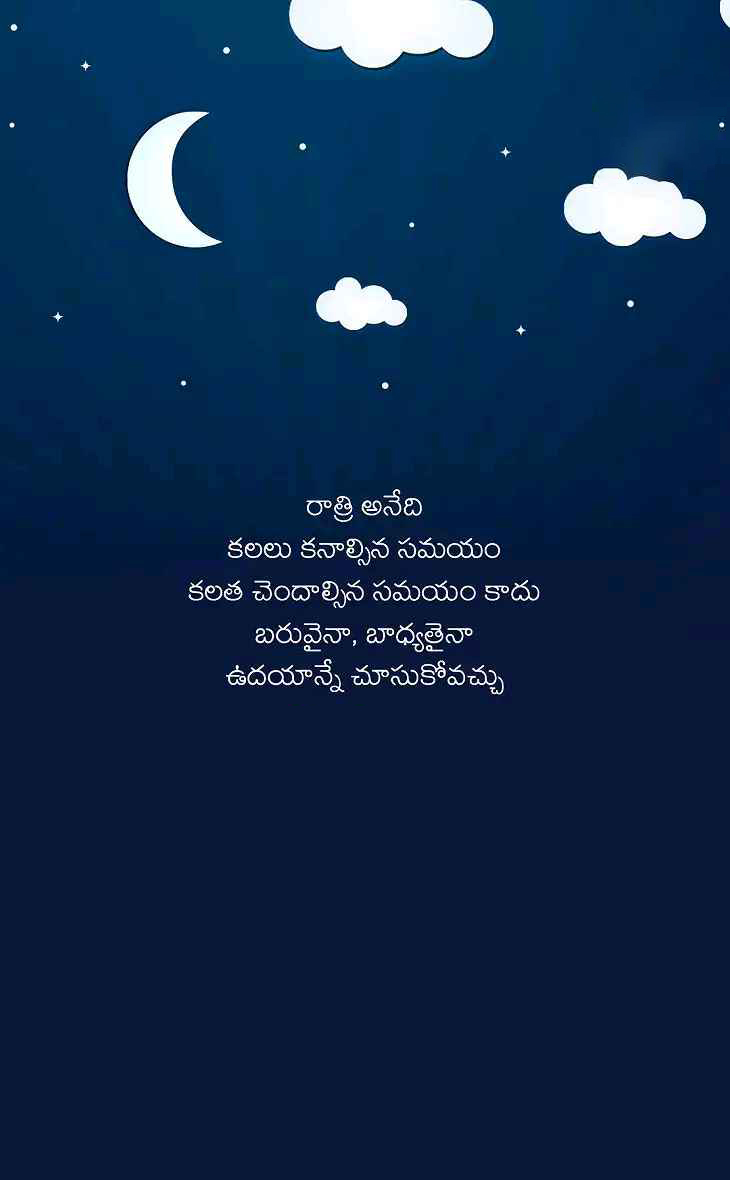 రాత్రి అనేది
కలలు కనాల్సిన సమయం
కలత చెందాల్సిన సమయం కాదు
బరువైనా, బాధ్యతైనా
ఉదయాన్నే చూసుకోవచ్చు